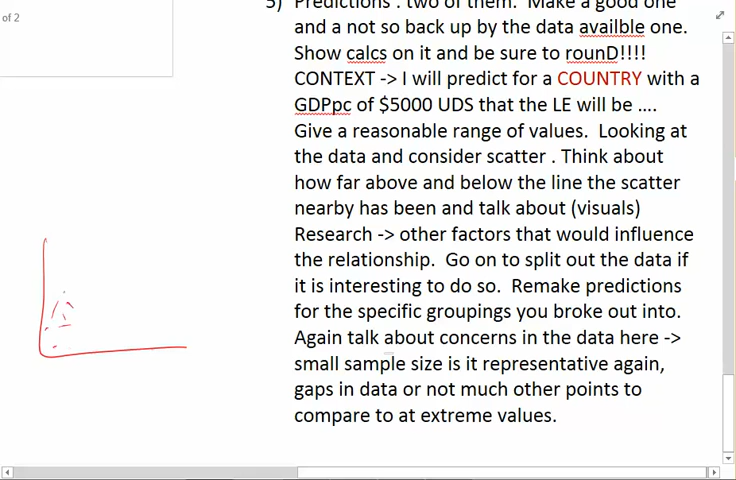 of 2
5) Predictions . two of them. Make a good one
and a not so back up by the data availble one.
Show calcs on it and be sure to rounD!!!!
CONTEXT -> I will predict for a COUNTRY with a
GDPpc of $5000 UDS that the LE will be ....
Give a reasonable range of values. Looking at
the data and consider scatter . Think about
how far above and below the line the scatter
nearby has been and talk about (visuals)
Research -> other factors that would influence
the relationship. Go on to split out the data if
it is interesting to do so. Remake predictions
for the specific groupings you broke out into.
Again talk about concerns in the data here ->
small sample size is it representative again,
gaps in data or not much other points to
compare to at extreme values.